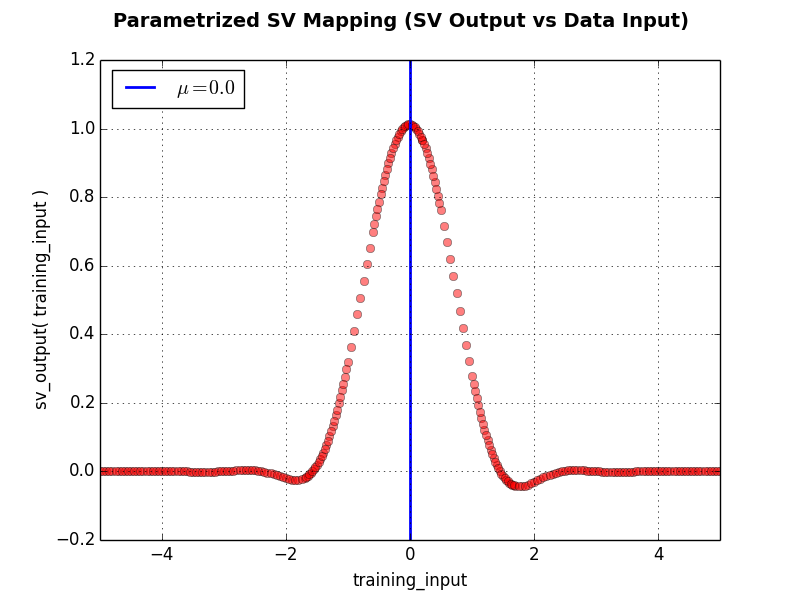 Parametrized SV Mapping (SV Output vs Data Input)
μ=0.0
1.2
1.0
0.8
0.6
0.4
0.2
0.0
−0.2
sv_output( training_input )
−4 −2 0 2 4
training_input